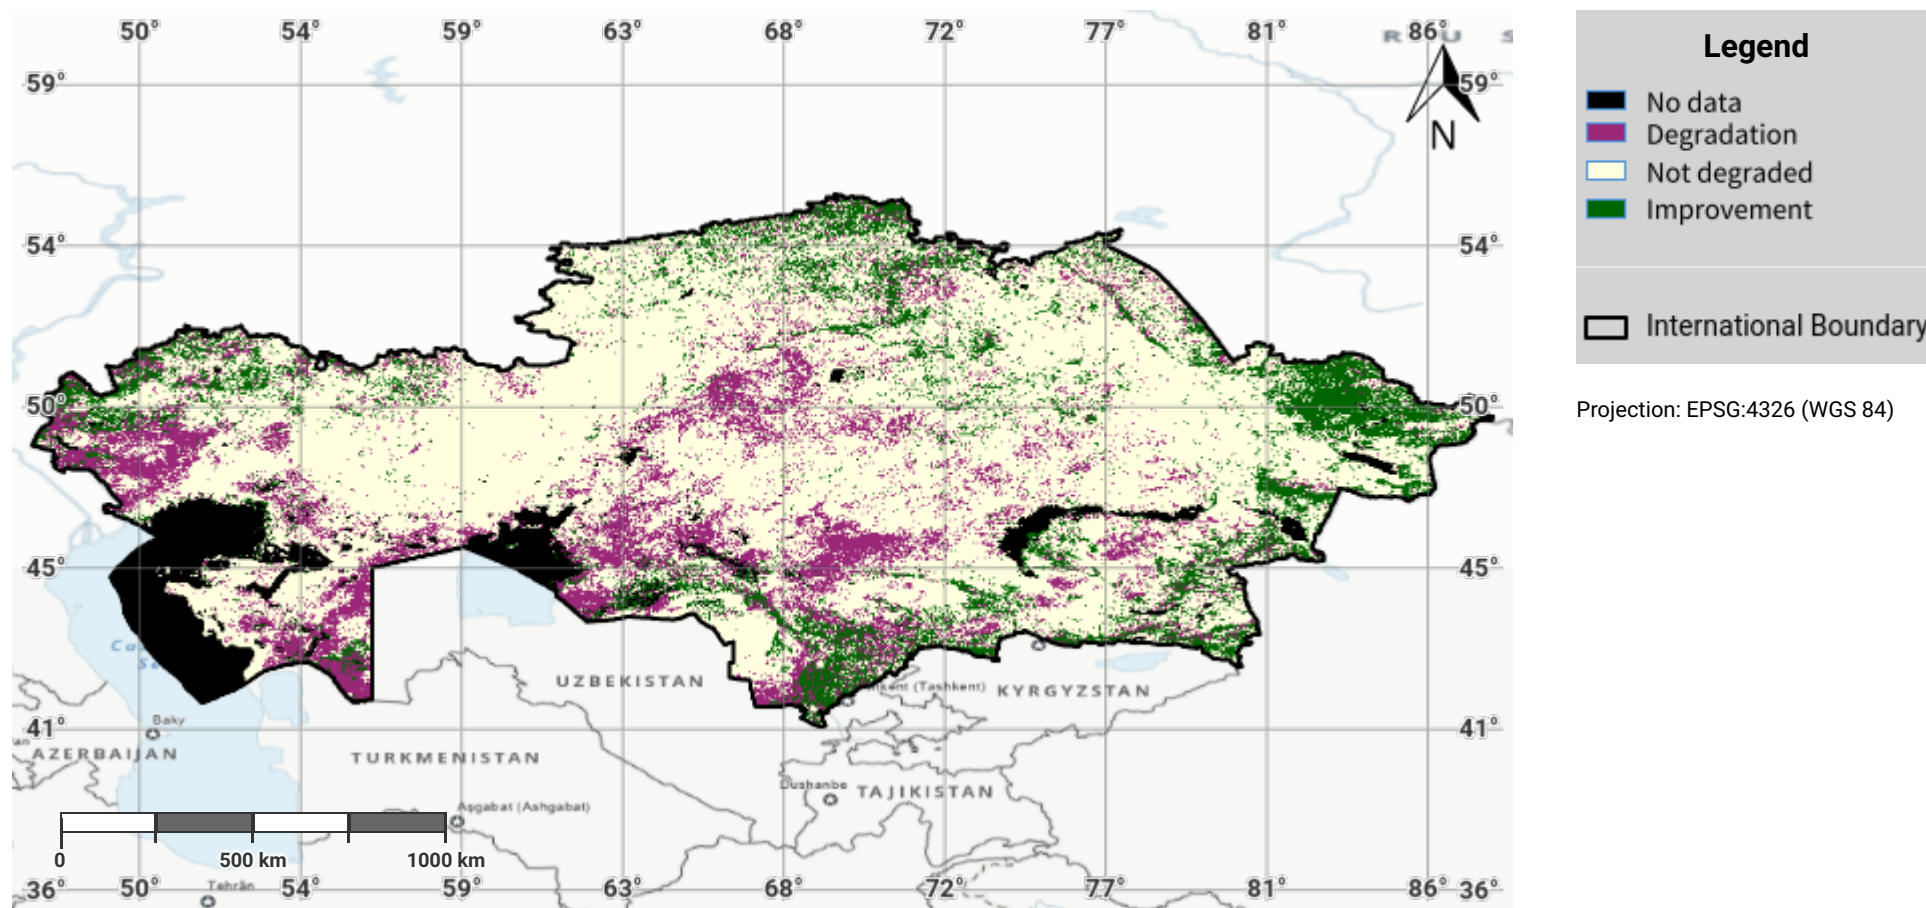 50° 54° 59° 63° 68° 72° 77° 81° 86°
R U S
59° 59°
N
54° 54°
50° 50°
45° 45°
UZBEKISTAN
(Tashkent) KYRGYZSTAN
41° 41°
Baky
AZERBAIJAN
TURKMENISTAN
Dushanbe
TAJIKISTAN
Aşgabat (Ashgabat)
0 500 km 1000 km
36° 50° 54° 59° 63° 68° 72° 77° 81° 86° 36°
Tehrān
Legend
No data
Degradation
Not degraded
Improvement
International Boundary
Projection: EPSG:4326 (WGS 84)